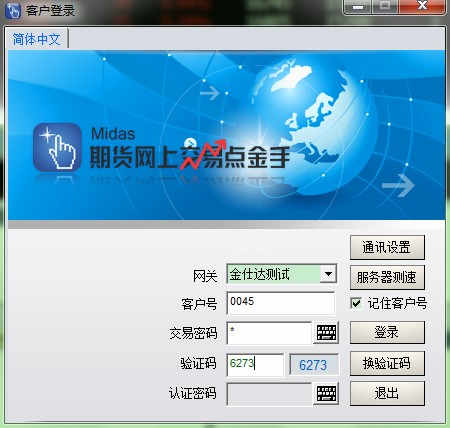 客户登录
简体中文
Midas
期货网上交易点金手
通讯设置
网关 金仕达测试 服务器测速
客户号 0045 记住客户号
交易密码 * 登录
验证码 6273 6273 换验证码
认证密码 退出